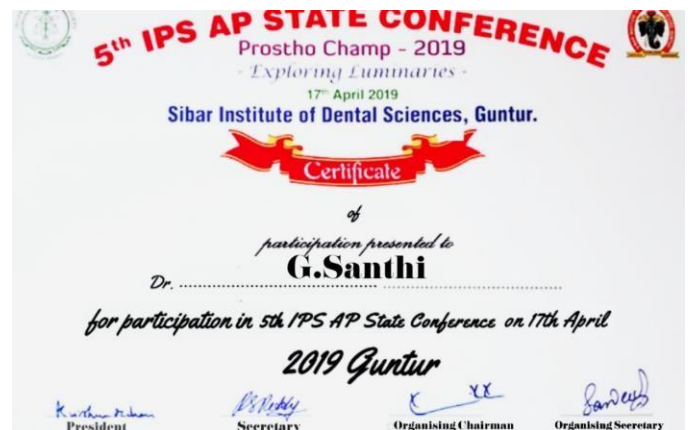 5th IPS AP STATE CONFERENCE
Prostho Champ - 2019
- Exploring Luminaries -
17th April 2019
Sibar Institute of Dental Sciences, Guntur.
Certificate
of
participation presented to
Dr. G.Santhi
for participation in 5th IPS AP State Conference on 17th April
2019 Guntur
President Secretary Organising Chairman Organising Secretary